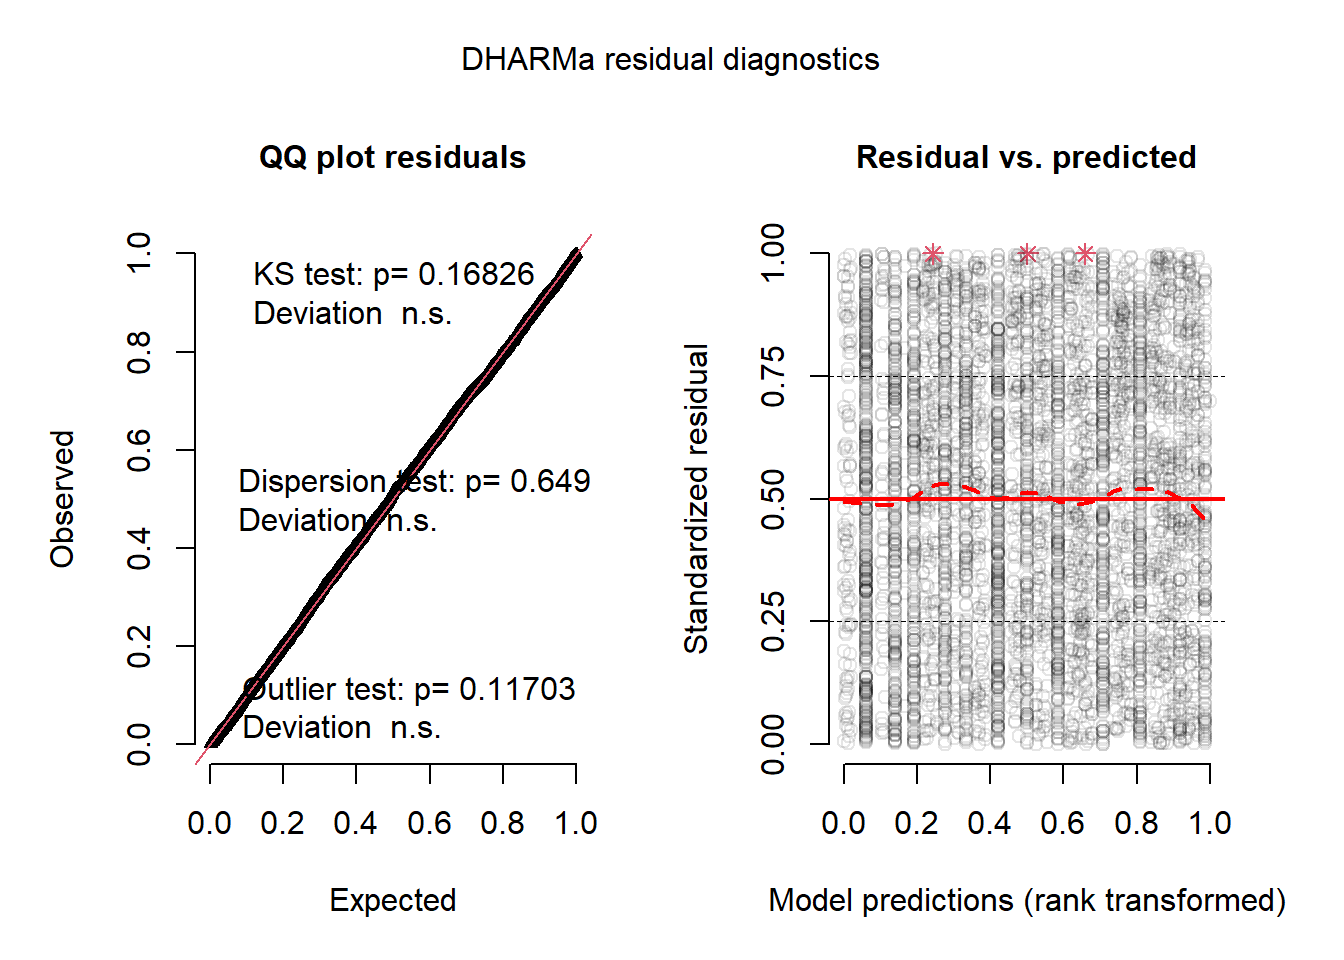 DHARMa residual diagnostics
QQ plot residuals
KS test: p= 0.16826
Deviation  n.s.
Dispersion test: p= 0.649
Deviation  n.s.
Outlier test: p= 0.11703
Deviation  n.s.
Observed
1.0
0.8
0.6
0.4
0.2
0.0
0.0 0.2 0.4 0.6 0.8 1.0
Expected
Residual vs. predicted
Standardized residual
1.00
0.75
0.50
0.25
0.00
0.0 0.2 0.4 0.6 0.8 1.0
Model predictions (rank transformed)